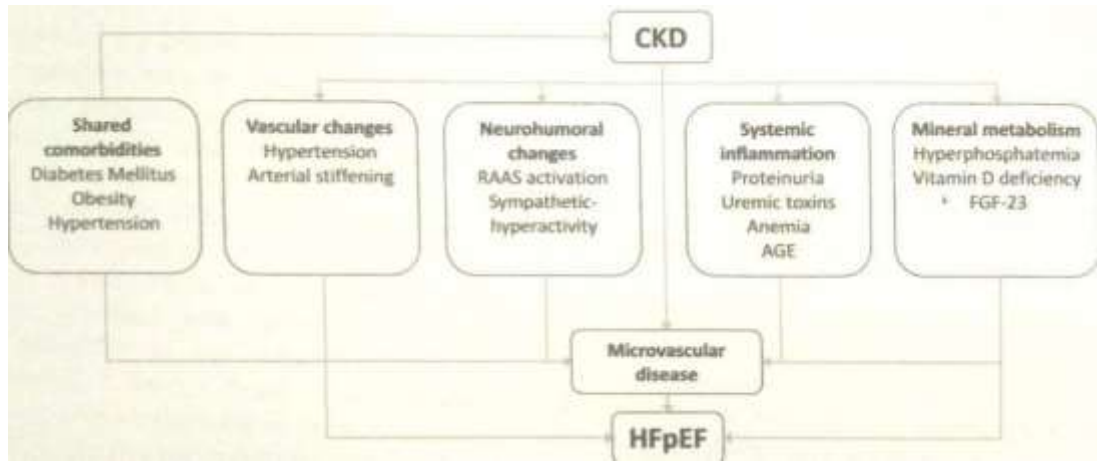 CKD
Shared
comorbidities
Diabetes Mellitus
Obesity
Hypertension
Vascular changes
Hypertension
Arterial stiffening
Neurohumoral
changes
RAAS activation
Sympathetic-
hyperactivity
Systemic
inflammation
Proteinuria
Uremic toxins
Anemia
AGE
Mineral metabolism
Hyperphosphatemia
Vitamin D deficiency
FGF-23
Microvascular
disease
HFpEF